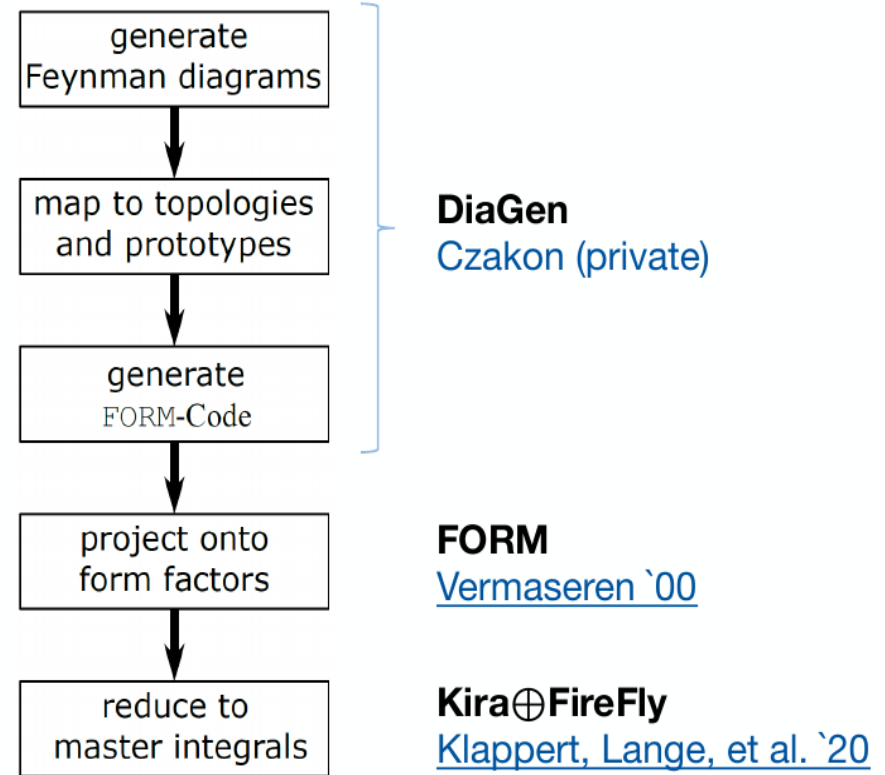 generate
Feynman diagrams
map to topologies
and prototypes
DiaGen
Czakon (private)
generate
FORM-Code
project onto
form factors
FORM
Vermaseren `00
reduce to
master integrals
Kira⊕FireFly
Klappert, Lange, et al. `20